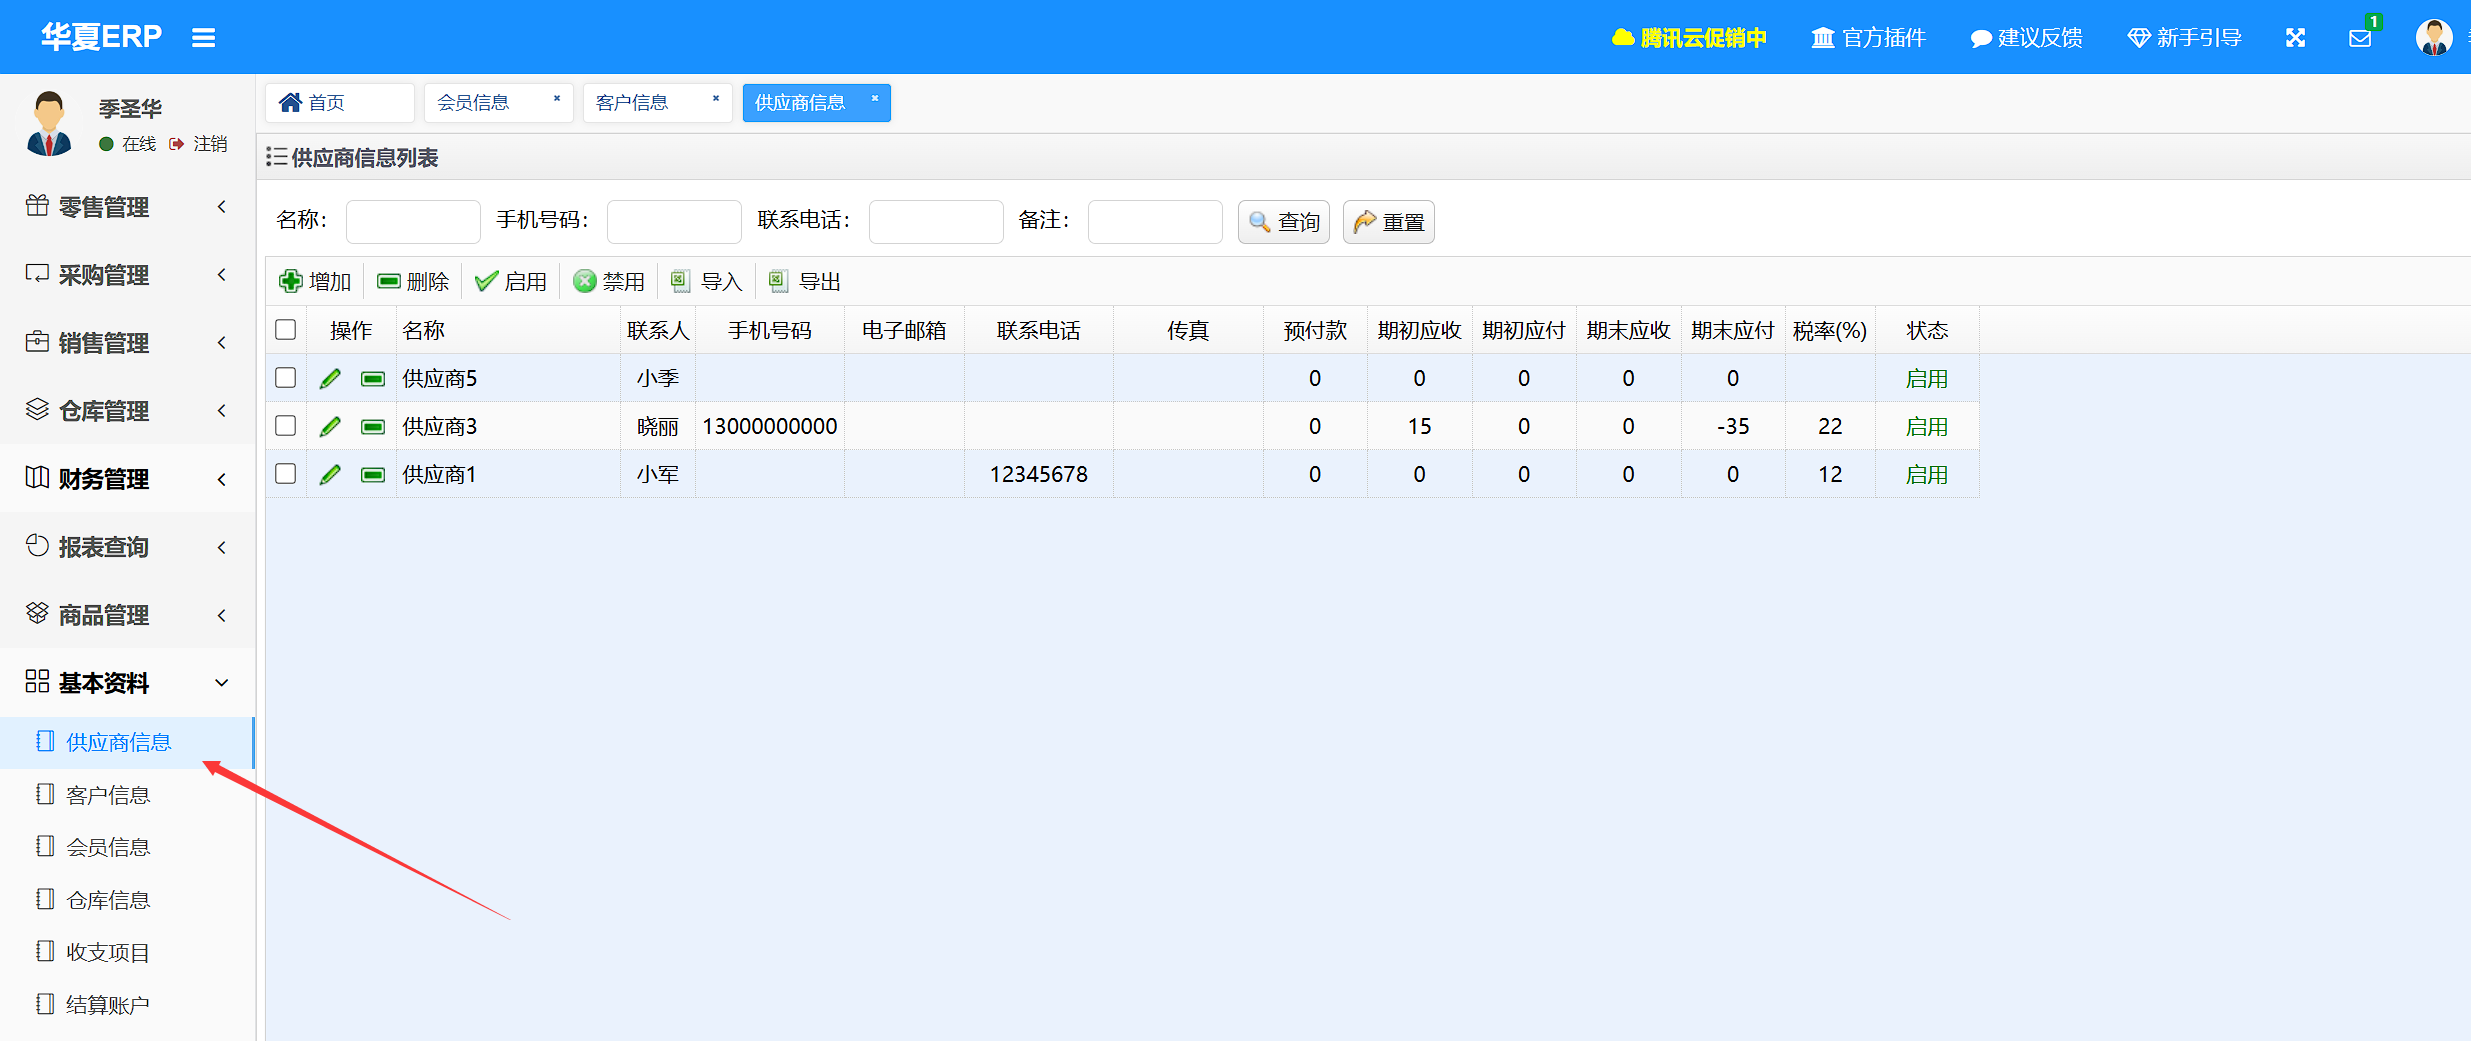 华夏ERP
腾讯云促销中 官方插件 建议反馈 新手引导 1
季圣华
在线 注销
首页 会员信息 × 客户信息 × 供应商信息 ×
供应商信息列表
名称： 手机号码： 联系电话： 备注： 查询 重置
增加 删除 启用 禁用 导入 导出
操作 名称 联系人 手机号码 电子邮箱 联系电话 传真 预付款 期初应收 期初应付 期末应收 期末应付 税率(%) 状态
供应商5 小季 0 0 0 0 0 启用
供应商3 晓丽 13000000000 0 15 0 0 -35 22 启用
供应商1 小军 12345678 0 0 0 0 0 12 启用
零售管理
采购管理
销售管理
仓库管理
财务管理
报表查询
商品管理
基本资料
供应商信息
客户信息
会员信息
仓库信息
收支项目
结算账户